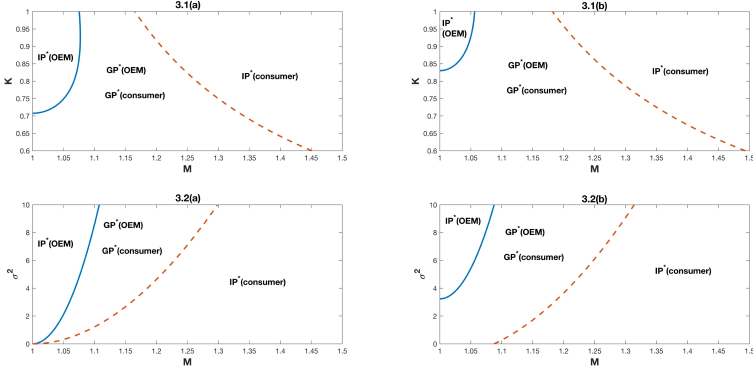 3.1(a)
K
1
0.95
0.9
0.85
0.8
0.75
0.7
0.65
0.6
IP*(OEM)
GP*(OEM)
GP*(consumer)
IP*(consumer)
1 1.05 1.1 1.15 1.2 1.25 1.3 1.35 1.4 1.45 1.5
M
3.1(b)
K
1
0.95
0.9
0.85
0.8
0.75
0.7
0.65
0.6
IP*
(OEM)
GP*(OEM)
GP*(consumer)
IP*(consumer)
1 1.05 1.1 1.15 1.2 1.25 1.3 1.35 1.4 1.45 1.5
M
3.2(a)
σ²
10
8
6
4
2
0
IP*(OEM)
GP*(OEM)
GP*(consumer)
IP*(consumer)
1 1.05 1.1 1.15 1.2 1.25 1.3 1.35 1.4 1.45 1.5
M
3.2(b)
σ²
10
8
6
4
2
0
IP*(OEM)
GP*(OEM)
GP*(consumer)
IP*(consumer)
1 1.05 1.1 1.15 1.2 1.25 1.3 1.35 1.4 1.45 1.5
M